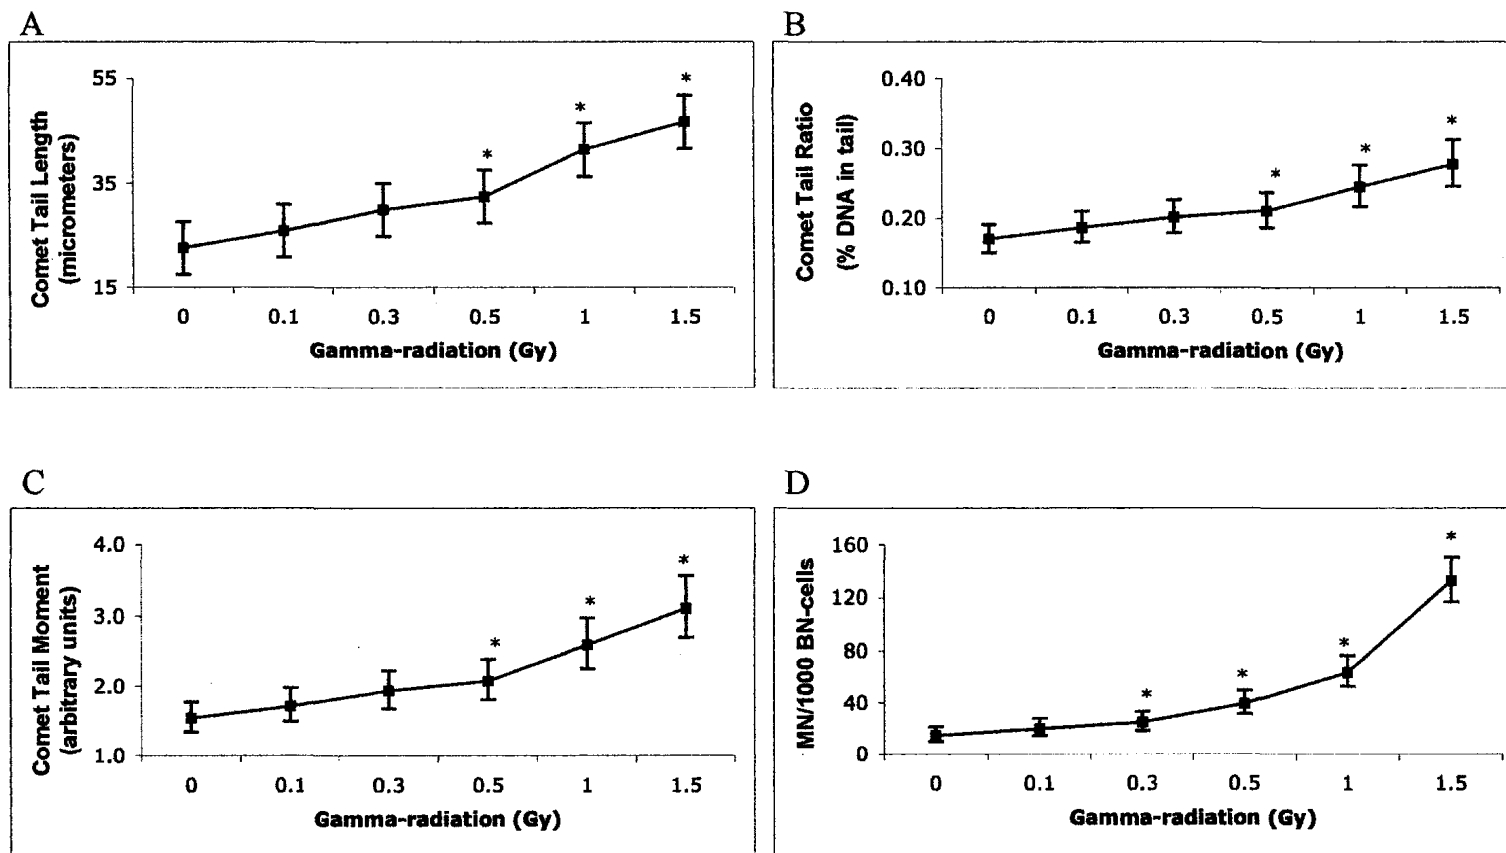 A
55
35
15
Comet Tail Length
(micrometers)
* * *
0 0.1 0.3 0.5 1 1.5
Gamma-radiation (Gy)
B
0.40
0.30
0.20
0.10
Comet Tail Ratio
(% DNA in tail)
* * *
0 0.1 0.3 0.5 1 1.5
Gamma-radiation (Gy)
C
4.0
3.0
2.0
1.0
Comet Tail Moment
(arbitrary units)
* * *
0 0.1 0.3 0.5 1 1.5
Gamma-radiation (Gy)
D
160
120
80
40
0
MN/1000 BN-cells
* * * *
0 0.1 0.3 0.5 1 1.5
Gamma-radiation (Gy)